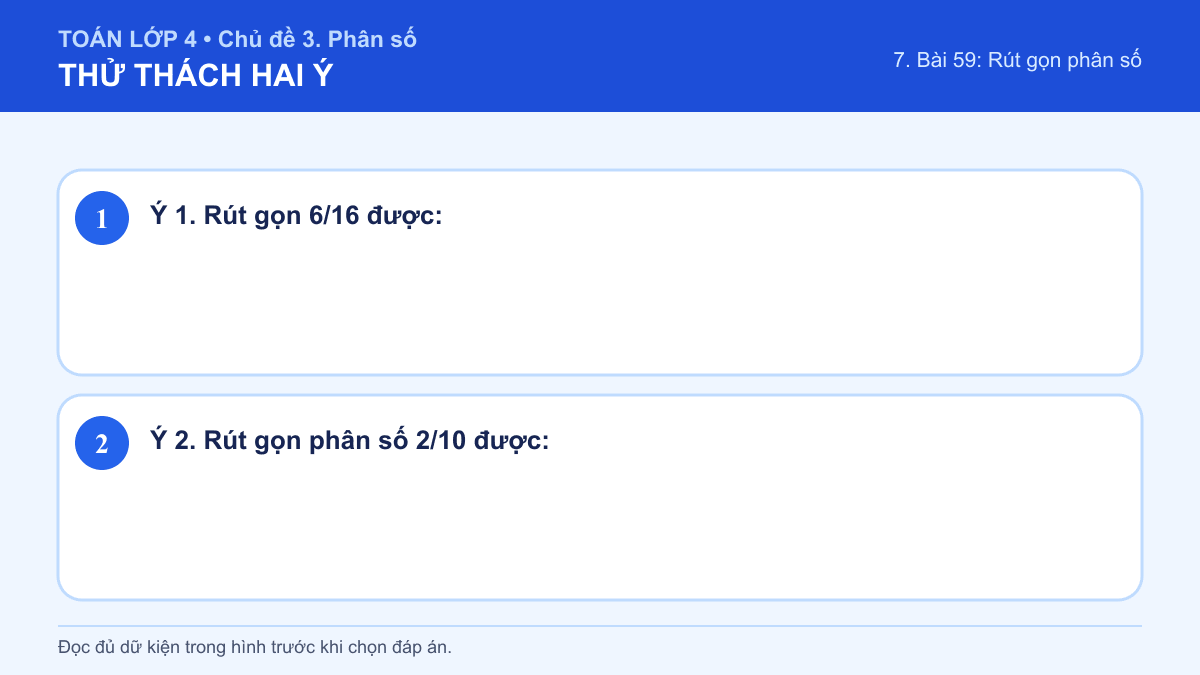 TOÁN LỚP 4 • Chủ đề 3. Phân số
THỬ THÁCH HAI Ý
7. Bài 59: Rút gọn phân số
1
Ý 1. Rút gọn 6/16 được:
2
Ý 2. Rút gọn phân số 2/10 được:
Đọc đủ dữ kiện trong hình trước khi chọn đáp án.